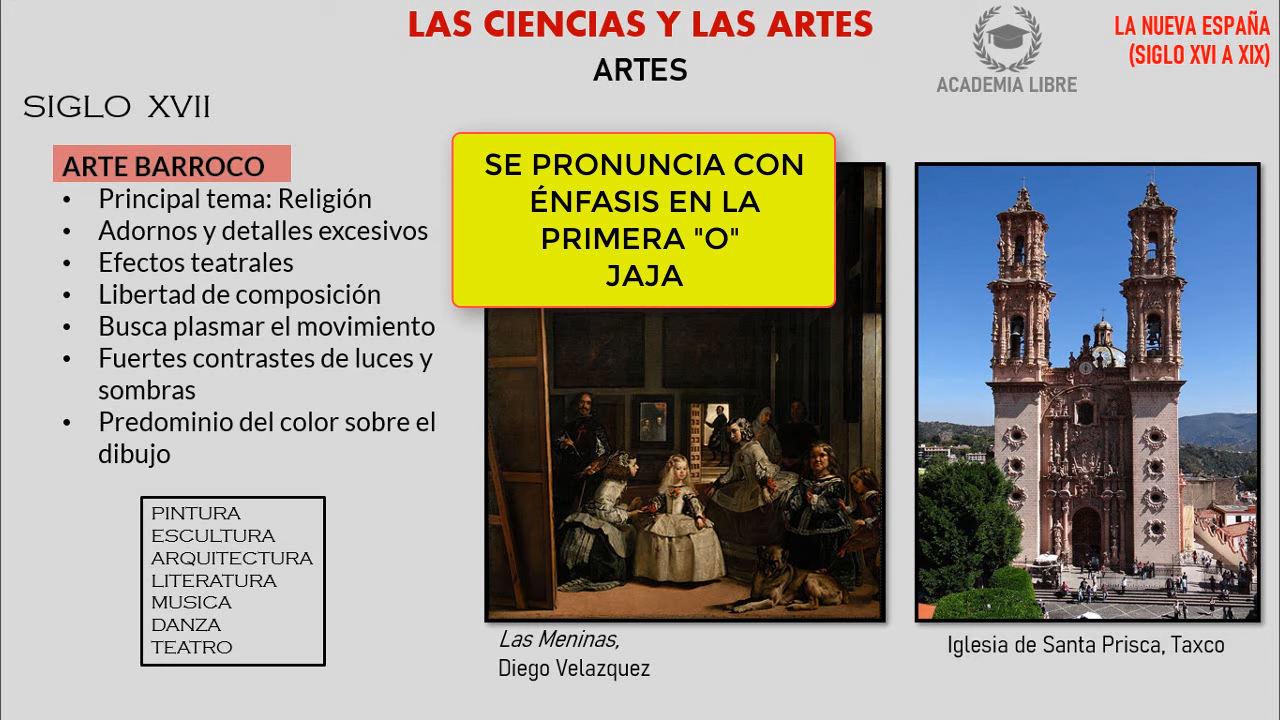 LAS CIENCIAS Y LAS ARTES
ARTES
ACADEMIA LIBRE
LA NUEVA ESPAÑA
(SIGLO XVI A XIX)
SIGLO XVII
ARTE BARROCO
• Principal tema: Religión
• Adornos y detalles excesivos
• Efectos teatrales
• Libertad de composición
• Busca plasmar el movimiento
• Fuertes contrastes de luces y
sombras
• Predominio del color sobre el
dibujo
PINTURA
ESCULTURA
ARQUITECTURA
LITERATURA
MUSICA
DANZA
TEATRO
SE PRONUNCIA CON
ÉNFASIS EN LA
PRIMERA "O"
JAJA
Las Meninas,
Diego Velazquez
Iglesia de Santa Prisca, Taxco